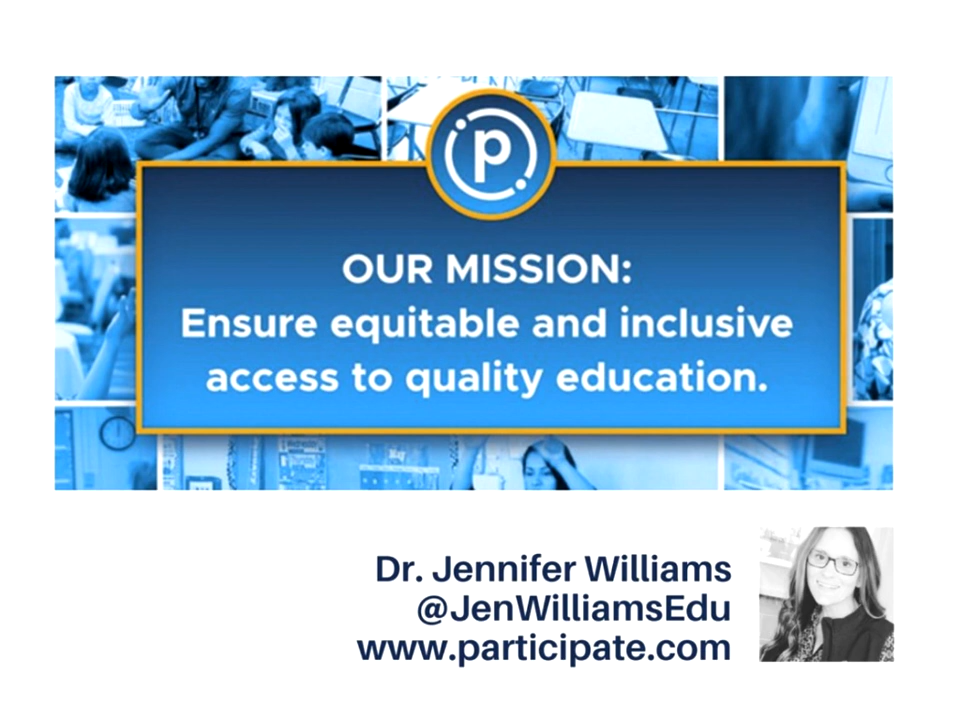 p
OUR MISSION:
Ensure equitable and inclusive
access to quality education.
Dr. Jennifer Williams
@JenWilliamsEdu
www.participate.com